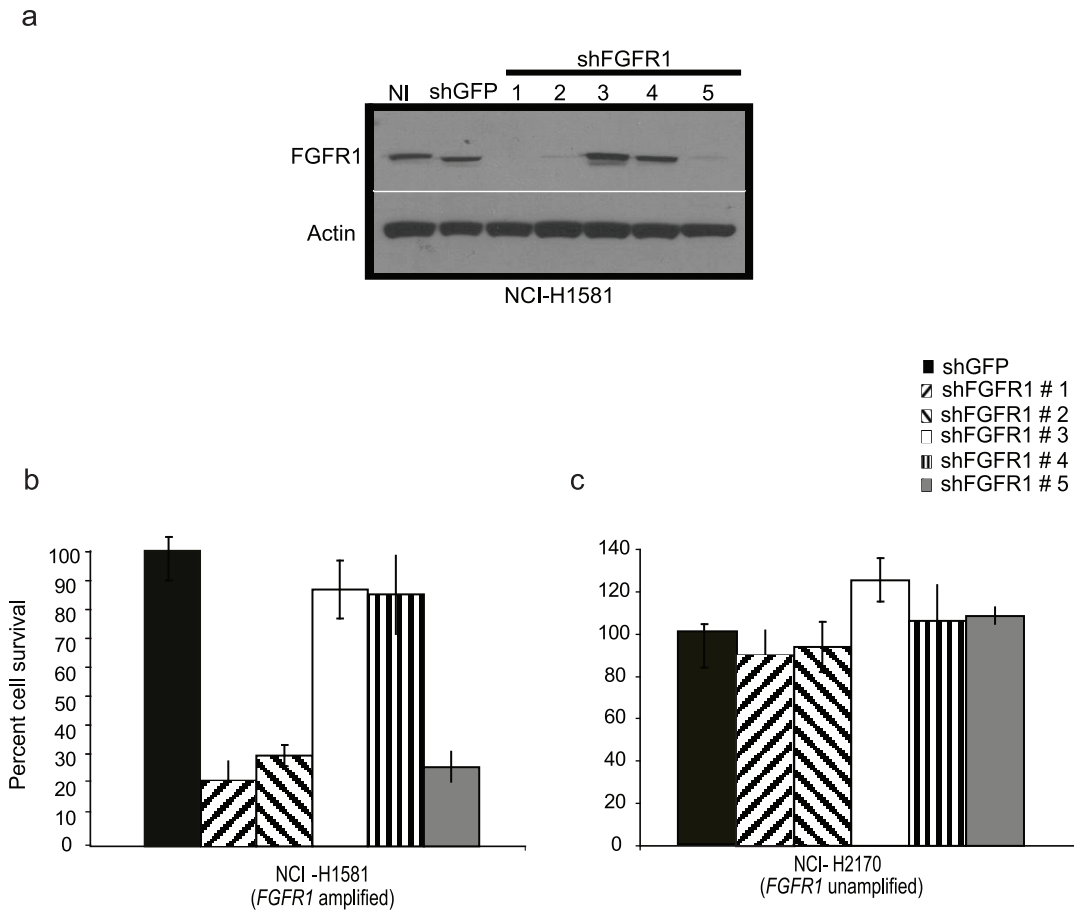 a
shFGFR1
NI shGFP 1 2 3 4 5
FGFR1
Actin
NCI-H1581
shGFP
shFGFR1 # 1
shFGFR1 # 2
shFGFR1 # 3
shFGFR1 # 4
shFGFR1 # 5
b
Percent cell survival
100
90
80
70
60
50
40
30
20
10
0
NCI -H1581
(FGFR1 amplified)
c
140
120
100
80
60
40
20
0
NCI- H2170
(FGFR1 unamplified)